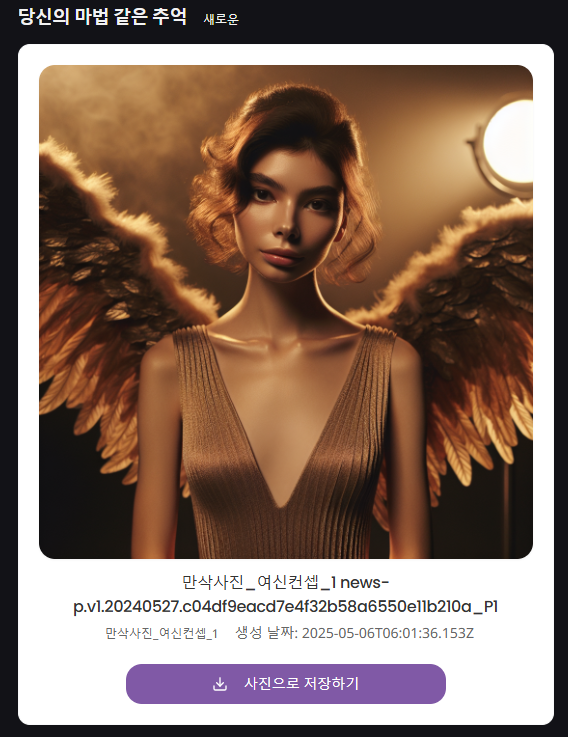 당신의 마법 같은 추억 새로운
만삭사진_여신컨셉_1 news-
p.v1.20240527.c04df9eacd7e4f32b58a6550e11b210a_P1
만삭사진_여신컨셉_1 생성 날짜: 2025-05-06T06:01:36.153Z
사진으로 저장하기